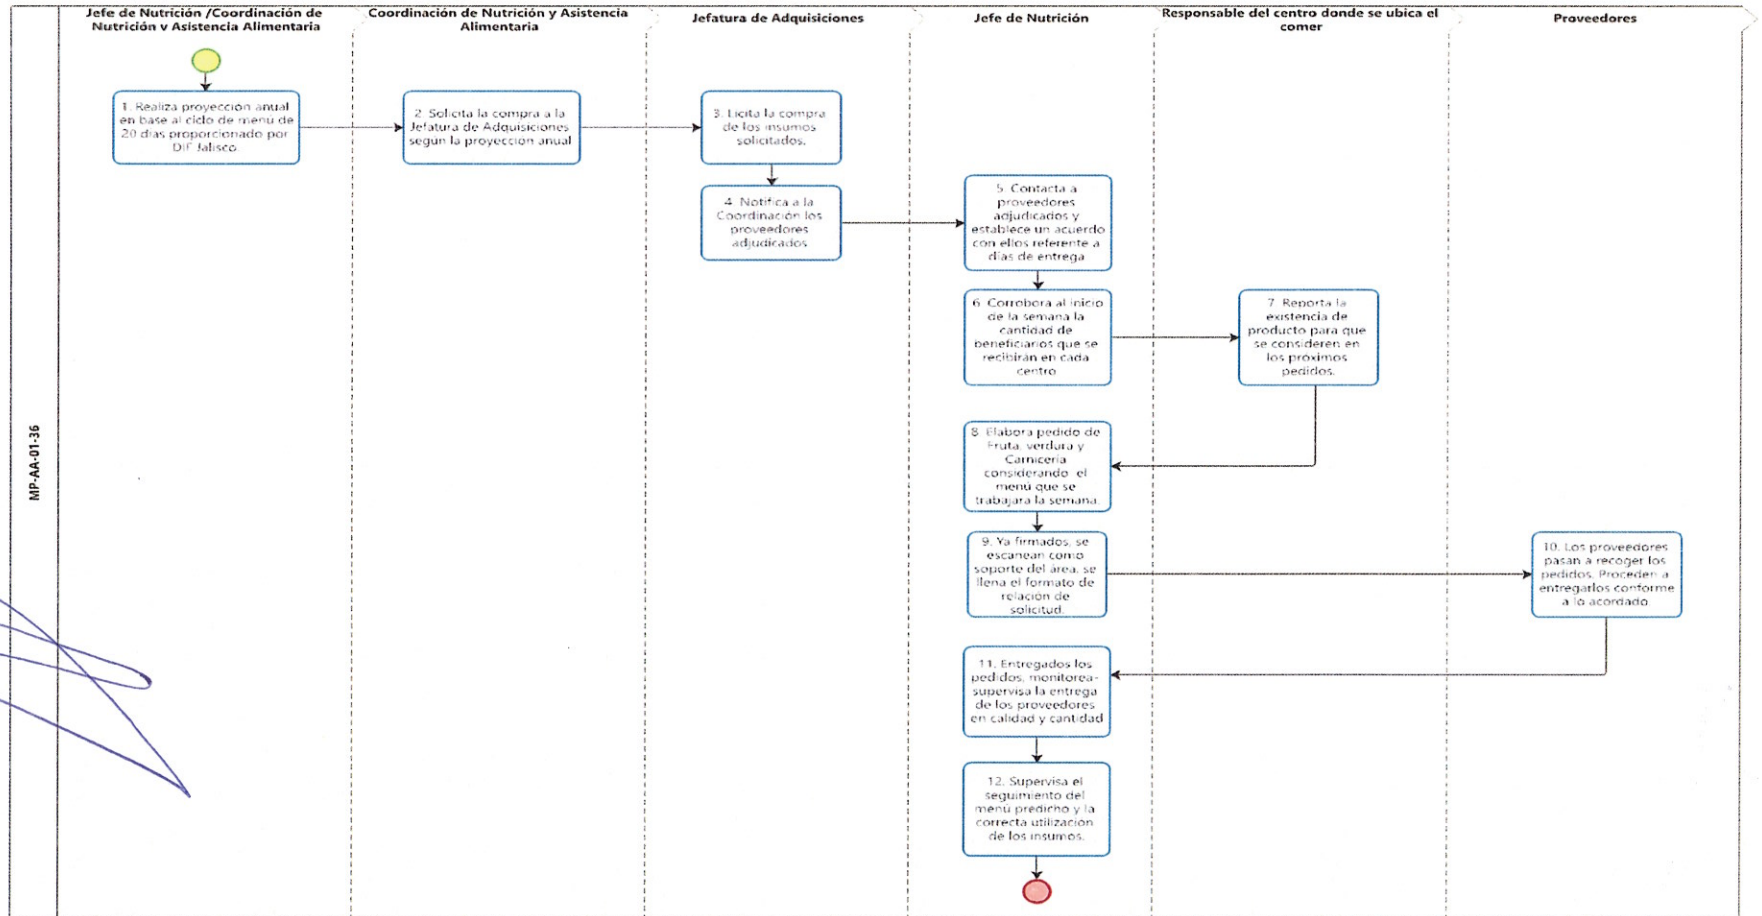 Jefe de Nutrición /Coordinación de
Nutrición y Asistencia Alimentaria
Coordinación de Nutrición y Asistencia
Alimentaria
Jefatura de Adquisiciones
Jefe de Nutrición
Responsable del centro donde se ubica el
comer
Proveedores
MP-AA-01-36
1. Realiza proyección anual
en base al ciclo de menú de
20 días proporcionado por
DIF Jalisco.
2. Solicita la compra a la
Jefatura de Adquisiciones
según la proyección anual
3. Licita la compra
de los insumos
solicitados.
4. Notifica a la
Coordinación los
proveedores
adjudicados
5. Contacta a
proveedores
adjudicados y
establece un acuerdo
con ellos referente a
días de entrega
6. Corrobora al inicio
de la semana la
cantidad de
beneficiarios que se
recibirán en cada
centro
7. Reporta la
existencia de
producto para que
se consideren en
los próximos
pedidos.
8. Elabora pedido de
Fruta, verdura y
Carnicería
considerando el
menú que se
trabajara la semana.
9. Ya firmados, se
escanean como
soporte del área, se
llena el formato de
relación de
solicitud.
10. Los proveedores
pasan a recoger los
pedidos. Proceden a
entregarlos conforme
a lo acordado
11. Entregados los
pedidos, monitorea-
supervisa la entrega
de los proveedores
en calidad y cantidad
12. Supervisa el
seguimiento del
menú predicho y la
correcta utilización
de los insumos.